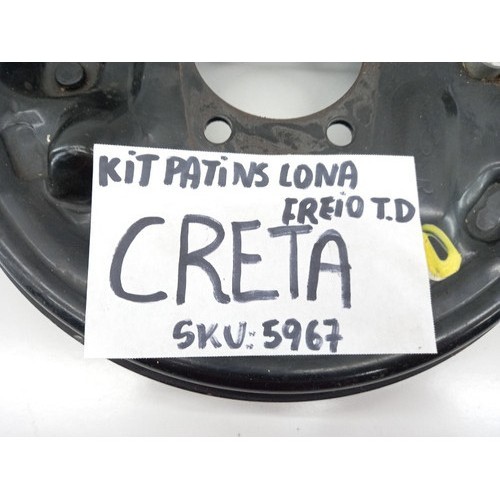 KIT PATINS LONA
FREIO T.D
CRETA
SKU: 5967